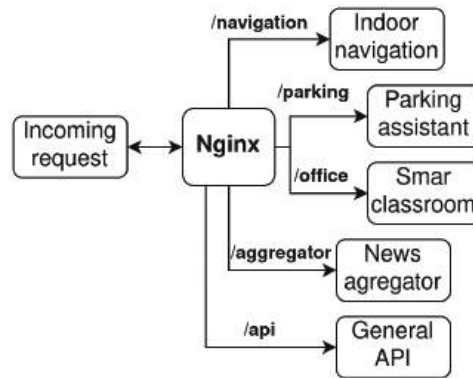 /navigation
Indoor
navigation
/parking
Parking
assistant
Incoming
request
Nginx
/office
Smar
classroom
/aggregator
News
agregator
/api
General
API